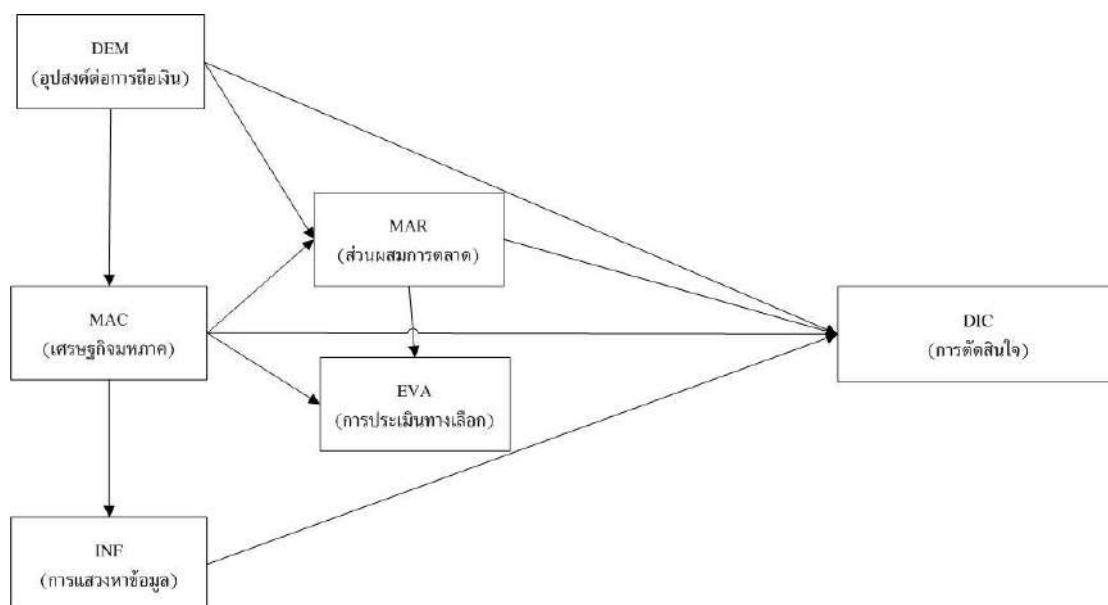 DEM
(อุปสงค์ต่อการถือเงิน)
MAR
(ส่วนผสมการตลาด)
MAC
(เศรษฐกิจมหภาค)
DIC
(การตัดสินใจ)
EVA
(การประเมินทางเลือก)
INF
(การแสวงหาข้อมูล)